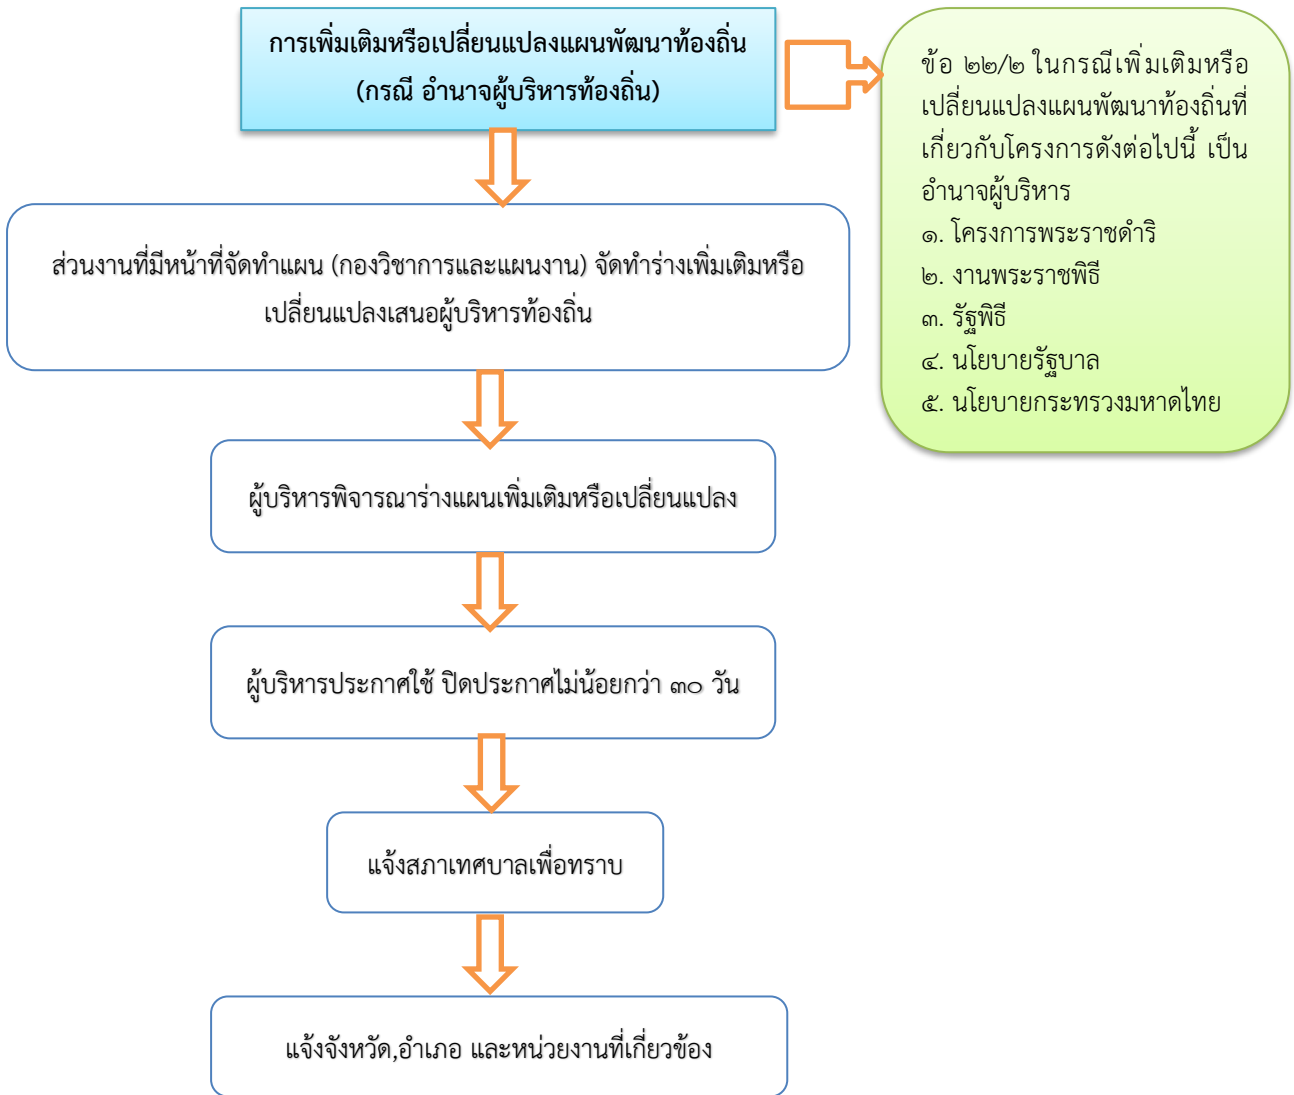 การเพิ่มเติมหรือเปลี่ยนแปลงแผนพัฒนาท้องถิ่น
(กรณี อำนาจผู้บริหารท้องถิ่น)
ข้อ ๒๒/๒ ในกรณีเพิ่มเติมหรือ
เปลี่ยนแปลงแผนพัฒนาท้องถิ่นที่
เกี่ยวกับโครงการดังต่อไปนี้ เป็น
อำนาจผู้บริหาร
๑. โครงการพระราชดำริ
๒. งานพระราชพิธี
๓. รัฐพิธี
๔. นโยบายรัฐบาล
๕. นโยบายกระทรวงมหาดไทย
ส่วนงานที่มีหน้าที่จัดทำแผน (กองวิชาการและแผนงาน) จัดทำร่างเพิ่มเติมหรือ
เปลี่ยนแปลงเสนอผู้บริหารท้องถิ่น
ผู้บริหารพิจารณาร่างแผนเพิ่มเติมหรือเปลี่ยนแปลง
ผู้บริหารประกาศใช้ ปิดประกาศไม่น้อยกว่า ๓๐ วัน
แจ้งสภาเทศบาลเพื่อทราบ
แจ้งจังหวัด,อำเภอ และหน่วยงานที่เกี่ยวข้อง